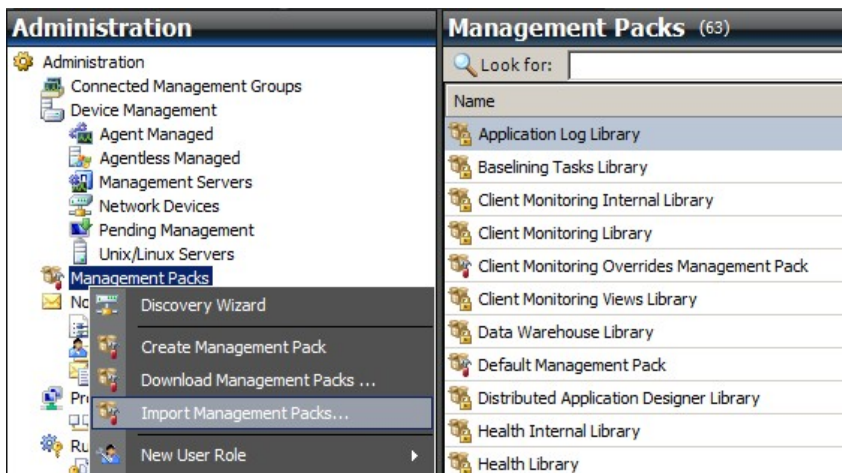 Administration
Administration
Connected Management Groups
Device Management
Agent Managed
Agentless Managed
Management Servers
Network Devices
Pending Management
Unix/Linux Servers
Management Packs
Discovery Wizard
Create Management Pack
Download Management Packs ...
Import Management Packs...
New User Role
Management Packs (63)
Look for:
Name
Application Log Library
Baselining Tasks Library
Client Monitoring Internal Library
Client Monitoring Library
Client Monitoring Overrides Management Pack
Client Monitoring Views Library
Data Warehouse Library
Default Management Pack
Distributed Application Designer Library
Health Internal Library
Health Library